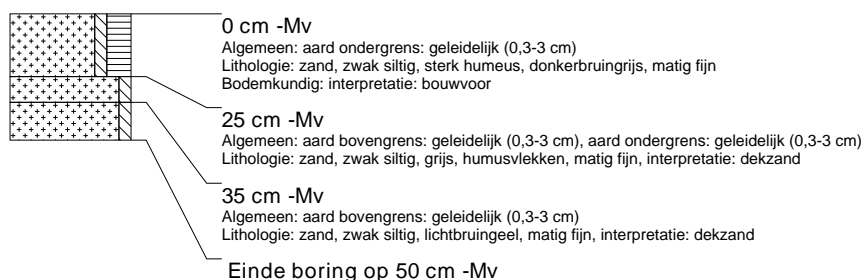 0 cm -Mv
Algemeen: aard ondergrens: geleidelijk (0,3-3 cm)
Lithologie: zand, zwak siltig, sterk humeus, donkerbruingrijs, matig fijn
Bodemkundig: interpretatie: bouwvoor
25 cm -Mv
Algemeen: aard bovengrens: geleidelijk (0,3-3 cm), aard ondergrens: geleidelijk (0,3-3 cm)
Lithologie: zand, zwak siltig, grijs, humusvlekken, matig fijn, interpretatie: dekzand
35 cm -Mv
Algemeen: aard bovengrens: geleidelijk (0,3-3 cm)
Lithologie: zand, zwak siltig, lichtbruingeel, matig fijn, interpretatie: dekzand
Einde boring op 50 cm -Mv